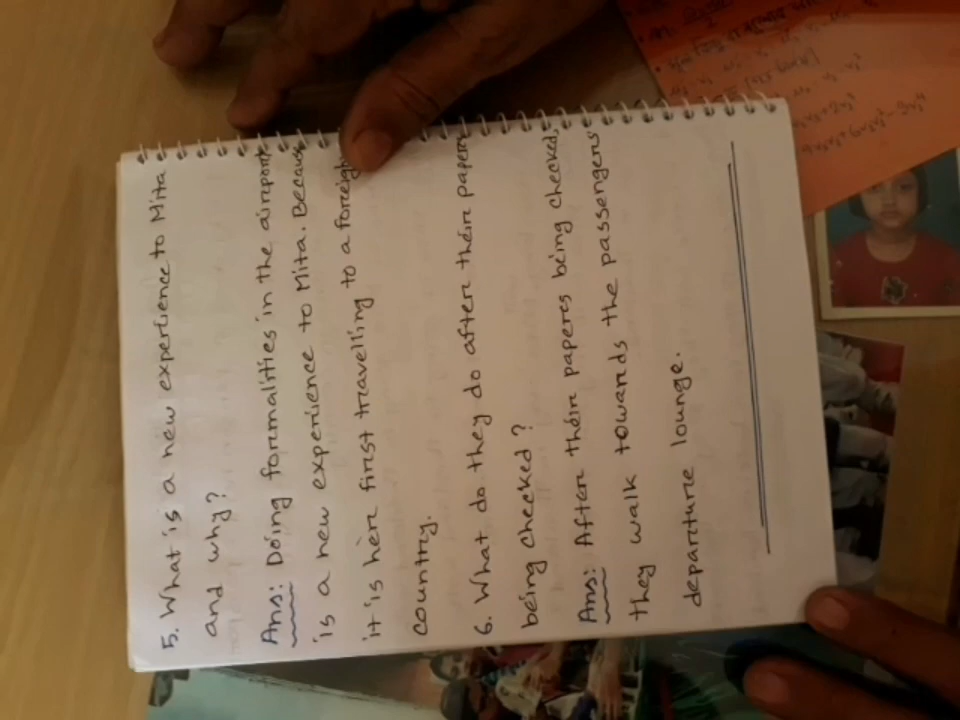 5. What is a new experience to Mita
and why?
Ans: Doing formalities in the airport
is a new experience to Mita. Because
it is her first travelling to a foreign
country.
6. What do they do after their papers
being checked?
Ans: After their paperes being checked,
they walk towards the passengers
departure lounge.